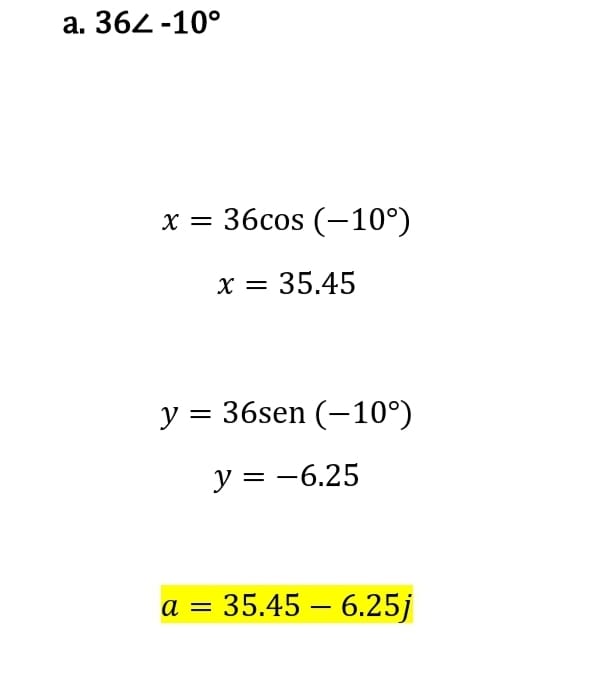 a. 36∠ -10°
x = 36cos (−10°)
x = 35.45
y = 36sen (−10°)
y = −6.25
a = 35.45 − 6.25j